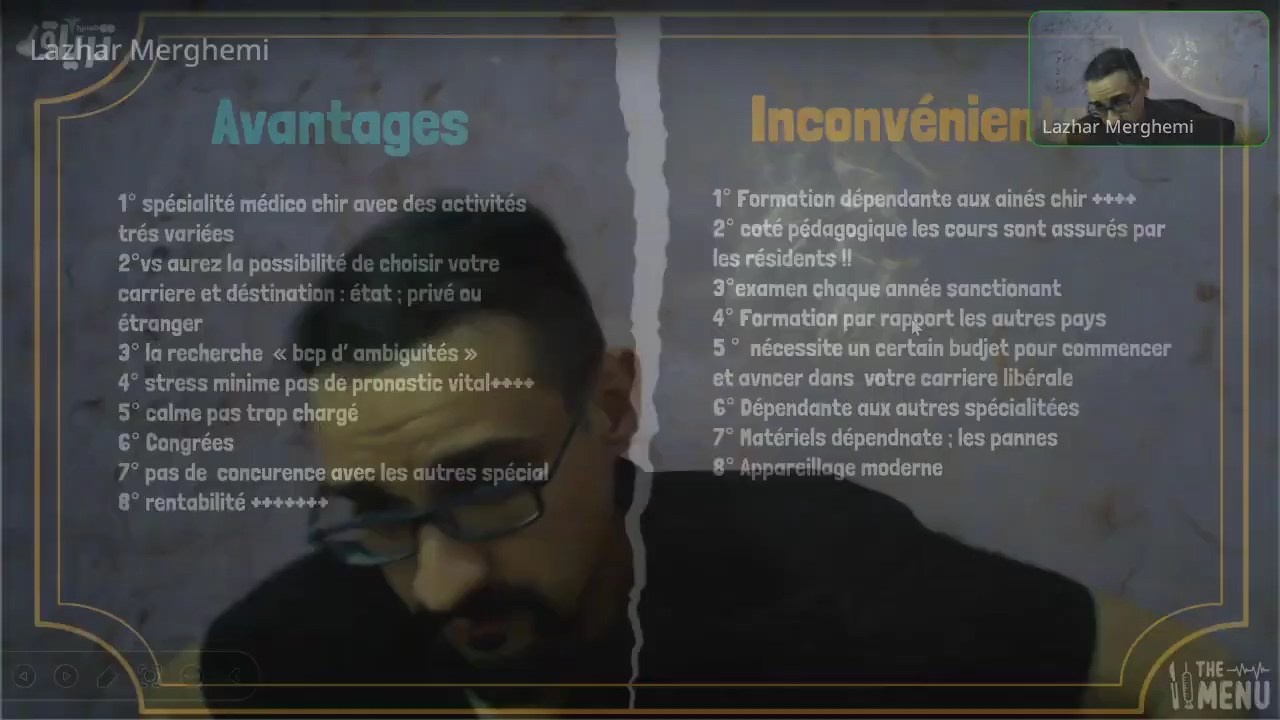 Lazhar Merghemi
Lazhar Merghemi
Avantages
1° spécialité médico chir avec des activités
trés variées
2°vs aurez la possibilité de choisir votre
carriere et déstination : état ; privé ou
étranger
3° la recherche « bcp d' ambiguités »
4° stress minime pas de pronostic vital++++
5° calme pas trop chargé
6° Congrées
7° pas de concurence avec les autres spécial
8° rentabilité +++++++
Inconvénient
1° Formation dépendante aux ainés chir ++++
2° coté pédagogique les cours sont assurés par
les résidents !!
3°examen chaque année sanctionant
4° Formation par rapport les autres pays
5 ° nécessite un certain budjet pour commencer
et avncer dans votre carriere libérale
6° Dépendante aux autres spécialitées
7° Matériels dépendnate ; les pannes
8° Appareillage moderne
THE
MENU